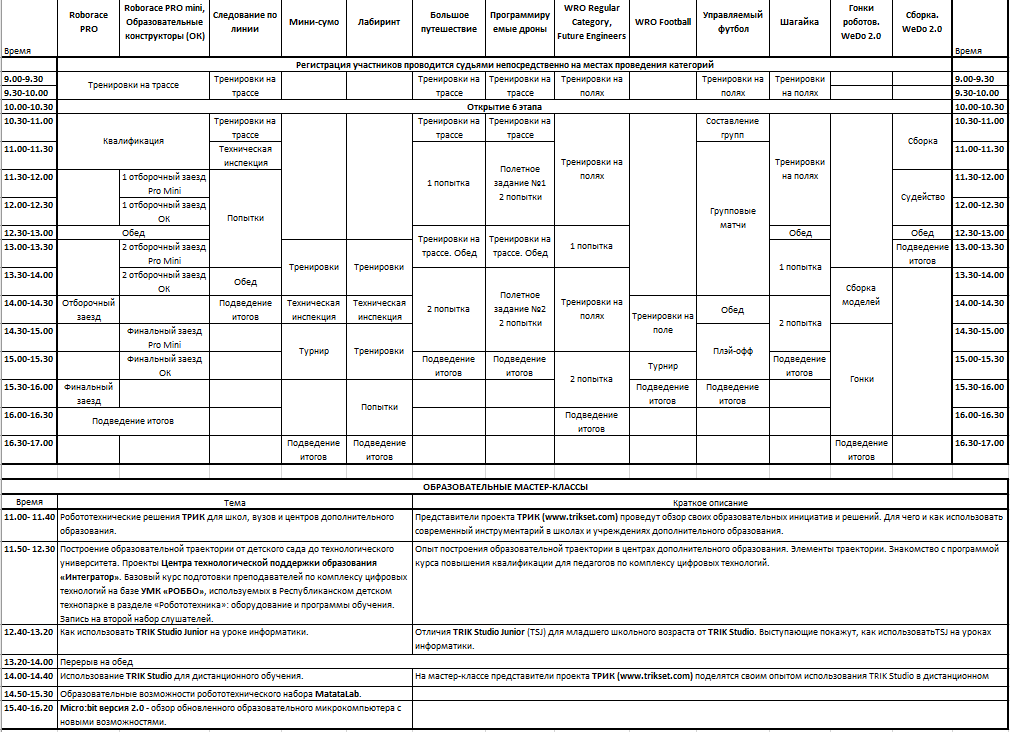 Время
Roborace PRO
Roborace PRO mini, Образовательные конструкторы (ОК)
Следование по линии
Мини-сумо
Лабиринт
Большое путешествие
Программируемые дроны
WRO Regular Category, Future Engineers
WRO Football
Управляемый футбол
Шагайка
Гонки роботов. WeDo 2.0
Сборка. WeDo 2.0
Время
Регистрация участников проводится судьями непосредственно на местах проведения категорий
9.00-9.30
Тренировки на трассе
Тренировки на трассе
Тренировки на трассе
Тренировки на трассе
Тренировки на полях
Тренировки на полях
Тренировки на полях
9.00-9.30
9.30-10.00
9.30-10.00
10.00-10.30
Открытие 6 этапа
10.00-10.30
10.30-11.00
Квалификация
Тренировки на трассе
Тренировки на трассе
Тренировки на трассе
Тренировки на полях
Составление групп
Тренировки на полях
Сборка
10.30-11.00
11.00-11.30
Техническая инспекция
1 попытка
Полетное задание №1 2 попытки
Групповые матчи
11.00-11.30
11.30-12.00
1 отборочный заезд Pro Mini
Попытки
Судейство
11.30-12.00
12.00-12.30
1 отборочный заезд ОК
12.00-12.30
12.30-13.00
Обед
Тренировки на трассе. Обед
Тренировки на трассе. Обед
1 попытка
Обед
Обед
12.30-13.00
13.00-13.30
2 отборочный заезд Pro Mini
Тренировки
Тренировки
1 попытка
Подведение итогов
13.00-13.30
13.30-14.00
2 отборочный заезд ОК
Обед
2 попытка
Полетное задание №2 2 попытки
Тренировки на полях
Сборка моделей
13.30-14.00
14.00-14.30
Отборочный заезд
Подведение итогов
Техническая инспекция
Техническая инспекция
Тренировки на поле
Обед
2 попытка
14.00-14.30
14.30-15.00
Финальный заезд Pro Mini
Турнир
Тренировки
Плэй-офф
Гонки
14.30-15.00
15.00-15.30
Финальный заезд ОК
Подведение итогов
Подведение итогов
2 попытка
Турнир
Подведение итогов
15.00-15.30
15.30-16.00
Финальный заезд
Попытки
Подведение итогов
Подведение итогов
15.30-16.00
16.00-16.30
Подведение итогов
Подведение итогов
16.00-16.30
16.30-17.00
Подведение итогов
Подведение итогов
Подведение итогов
16.30-17.00
ОБРАЗОВАТЕЛЬНЫЕ МАСТЕР-КЛАССЫ
Время
Тема
Краткое описание
11.00- 11.40
Робототехнические решения ТРИК для школ, вузов и центров дополнительного
образования.
Представители проекта ТРИК (www.trikset.com) проведут обзор своих образовательных инициатив и решений. Для чего и как использовать
современный инструментарий в школах и учреждениях дополнительного образования.
11.50- 12.30
Построение образовательной траектории от детского сада до технологического
университета. Проекты Центра технологической поддержки образования
«Интегратор». Базовый курс подготовки преподавателей по комплексу цифровых
технологий на базе УМК «РОББО», используемых в Республиканском детском
технопарке в разделе «Робототехника»: оборудование и программы обучения.
Запись на второй набор слушателей.
Опыт построения образовательной траектории в центрах дополнительного образования. Элементы траектории. Знакомство с программой
курса повышения квалификации для педагогов по комплексу цифровых технологий.
12.40-13.20
Как использовать TRIK Studio Junior на уроке информатики.
Отличия TRIK Studio Junior (TSJ) для младшего школьного возраста от TRIK Studio. Выступающие покажут, как использоватьTSJ на уроках
информатики.
13.20-14.00
Перерыв на обед
14.00-14.40
Использование TRIK Studio для дистанционного обучения.
На мастер-классе представители проекта ТРИК (www.trikset.com) поделятся своим опытом использования TRIK Studio в дистанционном
14.50-15.30
Образовательные возможности робототехнического набора MatataLab.
15.40-16.20
Micro:bit версия 2.0 - обзор обновленного образовательного микрокомпьютера с
новыми возможностями.